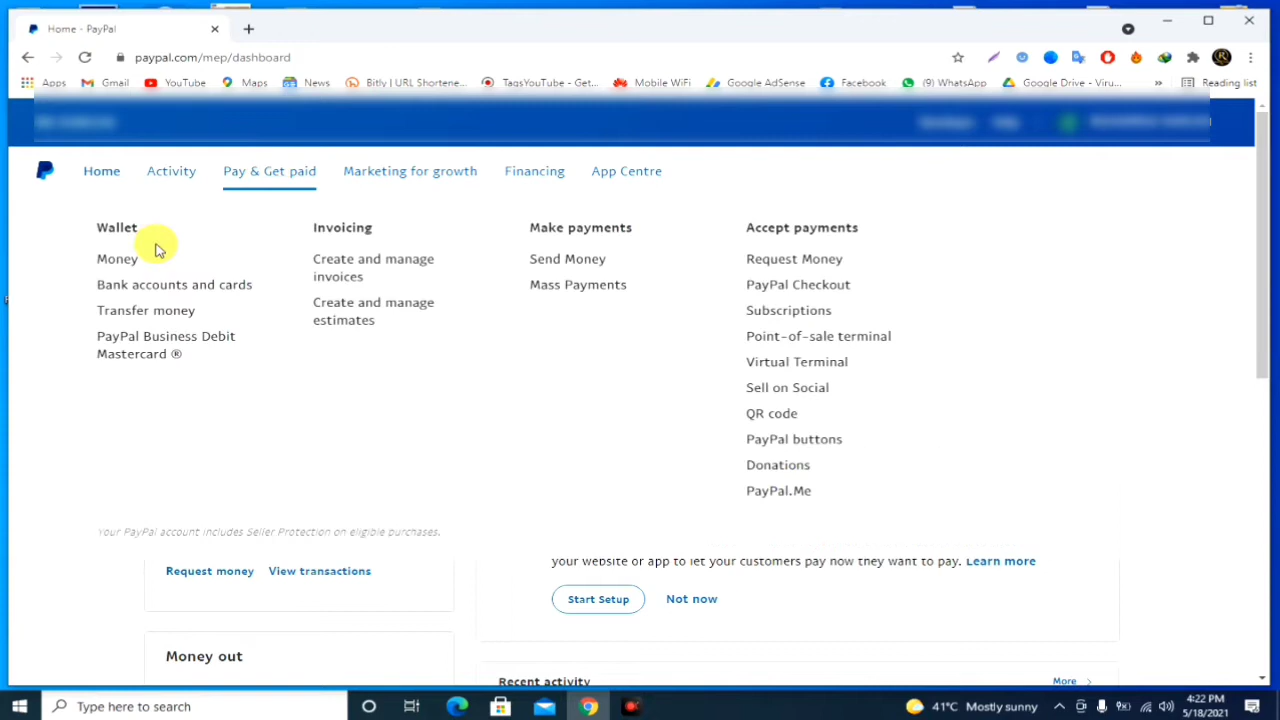 Home - PayPal
paypal.com/mep/dashboard
Apps
Gmail
YouTube
Maps
News
Bitly | URL Shortene...
TagsYouTube - Get...
Mobile WiFi
Google AdSense
Facebook
(9) WhatsApp
Google Drive - Viru...
»
Reading list
Home
Activity
Pay & Get paid
Marketing for growth
Financing
App Centre
Wallet
Money
Bank accounts and cards
Transfer money
PayPal Business Debit
Mastercard ®
Invoicing
Create and manage
invoices
Create and manage
estimates
Make payments
Send Money
Mass Payments
Accept payments
Request Money
PayPal Checkout
Subscriptions
Point-of-sale terminal
Virtual Terminal
Sell on Social
QR code
PayPal buttons
Donations
PayPal.Me
Your PayPal account includes Seller Protection on eligible purchases.
Request money
View transactions
your website or app to let your customers pay how they want to pay. Learn more
Start Setup
Not now
Money out
Recent activity
More
Type here to search
41°C Mostly sunny
4:22 PM
5/18/2021